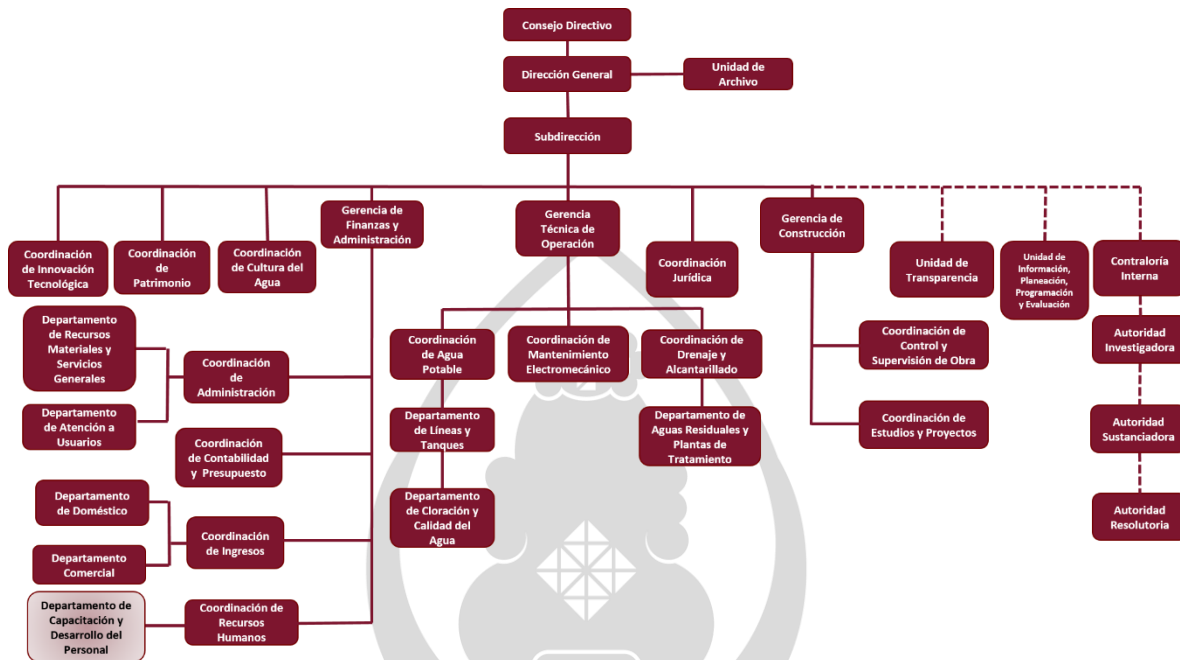 Consejo Directivo
Dirección General
Unidad de
Archivo
Subdirección
Coordinación
de Innovación
Tecnológica
Coordinación
de
Patrimonio
Coordinación
de Cultura del
Agua
Gerencia de
Finanzas y
Administración
Gerencia
Técnica de
Operación
Coordinación
Jurídica
Gerencia de
Construcción
Unidad de
Transparencia
Unidad de
Información,
Planeación,
Programación
y Evaluación
Contraloría
Interna
Departamento
de Recursos
Materiales y
Servicios
Generales
Departamento
de Atención a
Usuarios
Coordinación
de
Administración
Coordinación
de Contabilidad
y Presupuesto
Departamento
de Doméstico
Departamento
Comercial
Coordinación
de Ingresos
Departamento de
Capacitación y
Desarrollo del
Personal
Coordinación de
Recursos
Humanos
Coordinación
de Agua
Potable
Coordinación de
Mantenimiento
Electromecánico
Coordinación de
Drenaje y
Alcantarillado
Departamento
de Líneas y
Tanques
Departamento de
Aguas Residuales y
Plantas de
Tratamiento
Departamento
de Cloración y
Calidad del
Agua
Coordinación de
Control y
Supervisión de Obra
Coordinación de
Estudios y Proyectos
Autoridad
Investigadora
Autoridad
Sustanciadora
Autoridad
Resolutoria